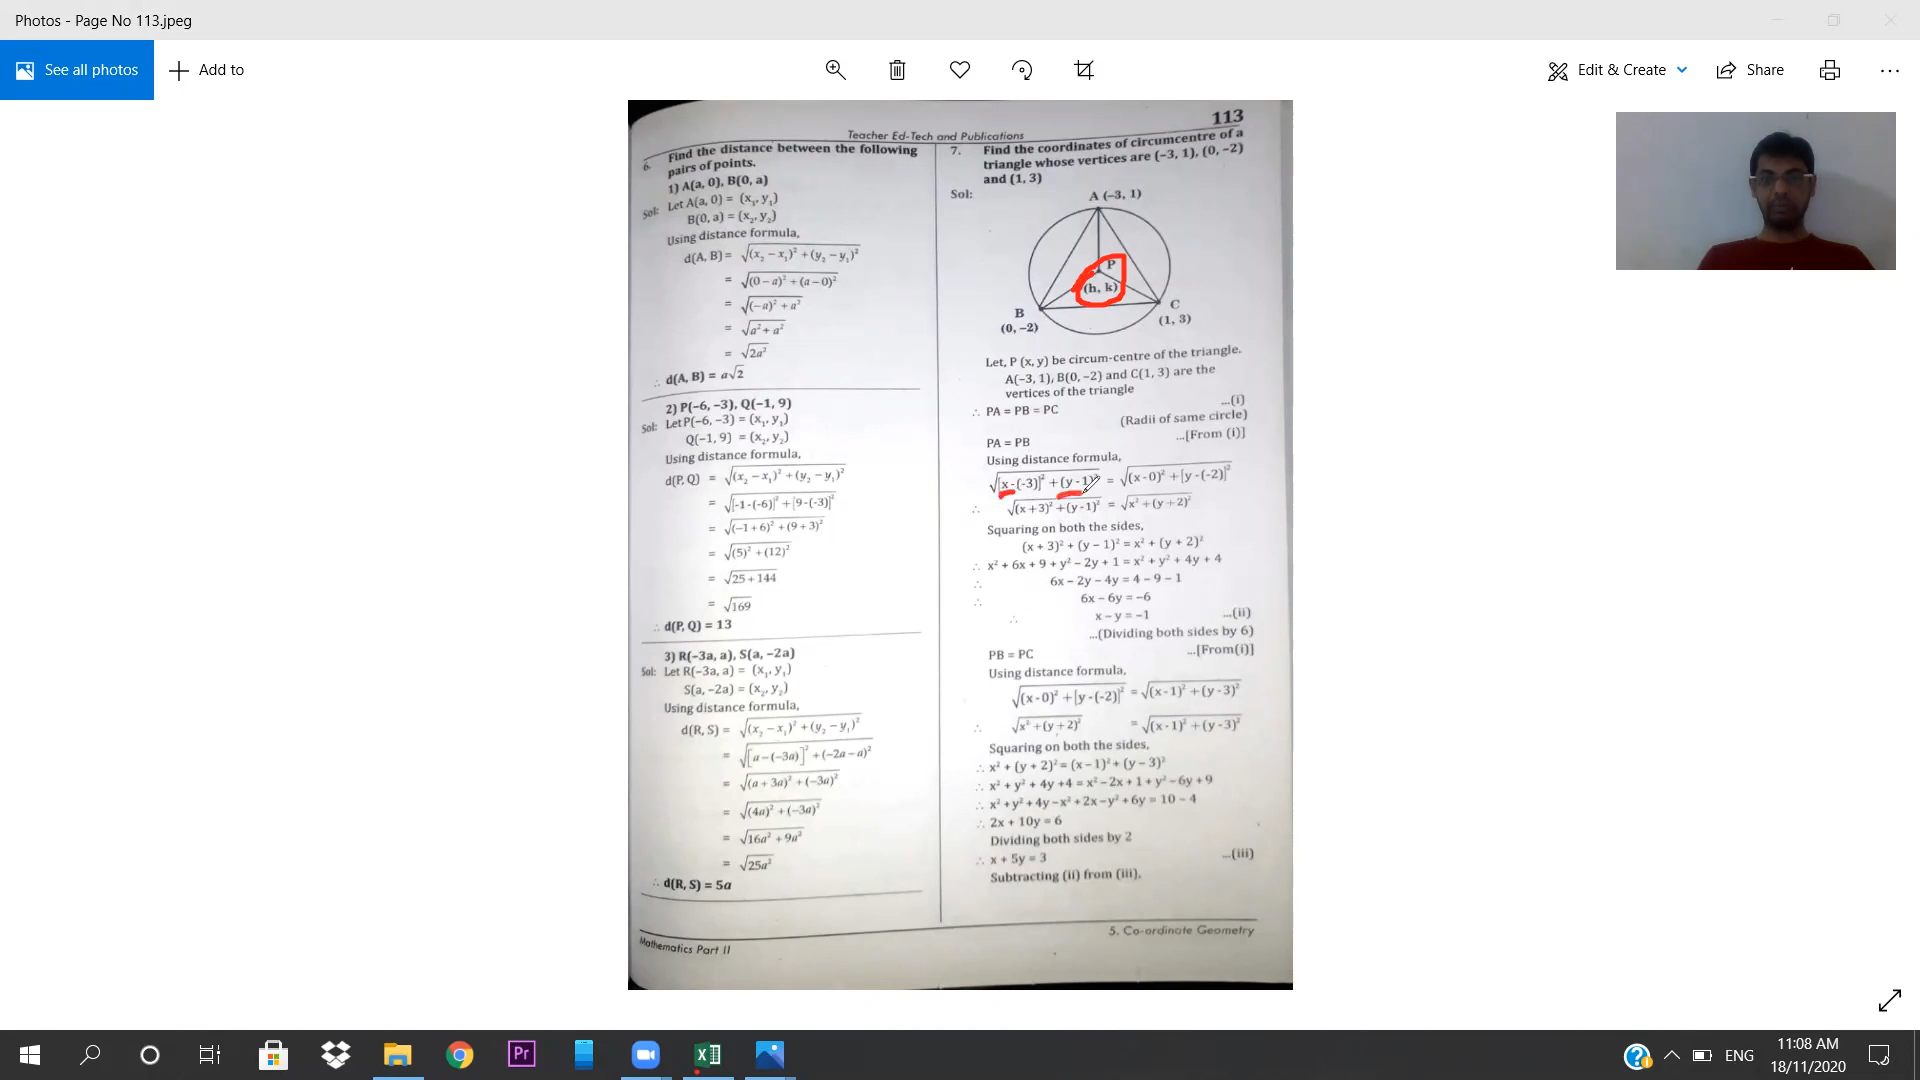 Photos - Page No 113.jpeg
See all photos
Add to
Edit & Create
Share
113
Teacher Ed-Tech and Publications
6. Find the distance between the following
pairs of points.
1) A(a, 0), B(0, a)
Sol: Let A(a, 0) = (x₁, y₁)
B(0, a) = (x₂, y₂)
Using distance formula,
d(A, B) = √(x₂ − x₁)² + (y₂ − y₁)²
= √(0 − a)² + (a − 0)²
= √(−a)² + a²
= √a² + a²
= √2a²
∴ d(A, B) = a√2
2) P(−6, −3), Q(−1, 9)
Sol: Let P(−6, −3) = (x₁, y₁)
Q(−1, 9) = (x₂, y₂)
Using distance formula,
d(P, Q) = √(x₂ − x₁)² + (y₂ − y₁)²
= √[-1 - (-6)]² + [9 - (-3)]²
= √(−1 + 6)² + (9 + 3)²
= √(5)² + (12)²
= √25 + 144
= √169
∴ d(P, Q) = 13
3) R(−3a, a), S(a, −2a)
Sol: Let R(−3a, a) = (x₁, y₁)
S(a, −2a) = (x₂, y₂)
Using distance formula,
d(R, S) = √(x₂ − x₁)² + (y₂ − y₁)²
= √[a − (−3a)]² + (−2a − a)²
= √(a + 3a)² + (−3a)²
= √(4a)² + (−3a)²
= √16a² + 9a²
= √25a²
∴ d(R, S) = 5a
Mathematics Part II
7. Find the coordinates of circumcentre of a
triangle whose vertices are (−3, 1), (0, −2)
and (1, 3)
Sol:
A (−3, 1)
P
(h, k)
B
(0, −2)
C
(1, 3)
Let, P (x, y) be circum-centre of the triangle.
A(−3, 1), B(0, −2) and C(1, 3) are the
vertices of the triangle
∴ PA = PB = PC ...(i)
(Radii of same circle)
PA = PB ...[From (i)]
Using distance formula,
√[x - (-3)]² + (y - 1)² = √(x - 0)² + [y - (-2)]²
∴ √(x + 3)² + (y - 1)² = √x² + (y + 2)²
Squaring on both the sides,
(x + 3)² + (y − 1)² = x² + (y + 2)²
∴ x² + 6x + 9 + y² − 2y + 1 = x² + y² + 4y + 4
∴ 6x − 2y − 4y = 4 − 9 − 1
∴ 6x − 6y = −6
∴ x − y = −1 ...(ii)
...(Dividing both sides by 6)
PB = PC ...[From(i)]
Using distance formula,
√(x - 0)² + [y - (-2)]² = √(x - 1)² + (y - 3)²
∴ √x² + (y + 2)² = √(x - 1)² + (y - 3)²
Squaring on both the sides,
∴ x² + (y + 2)² = (x − 1)² + (y − 3)²
∴ x² + y² + 4y +4 = x² − 2x + 1 + y² − 6y + 9
∴ x² + y² + 4y − x² + 2x − y² + 6y = 10 − 4
∴ 2x + 10y = 6
Dividing both sides by 2
∴ x + 5y = 3 ...(iii)
Subtracting (ii) from (iii),
5. Co-ordinate Geometry
Pr
ENG
11:08 AM
18/11/2020